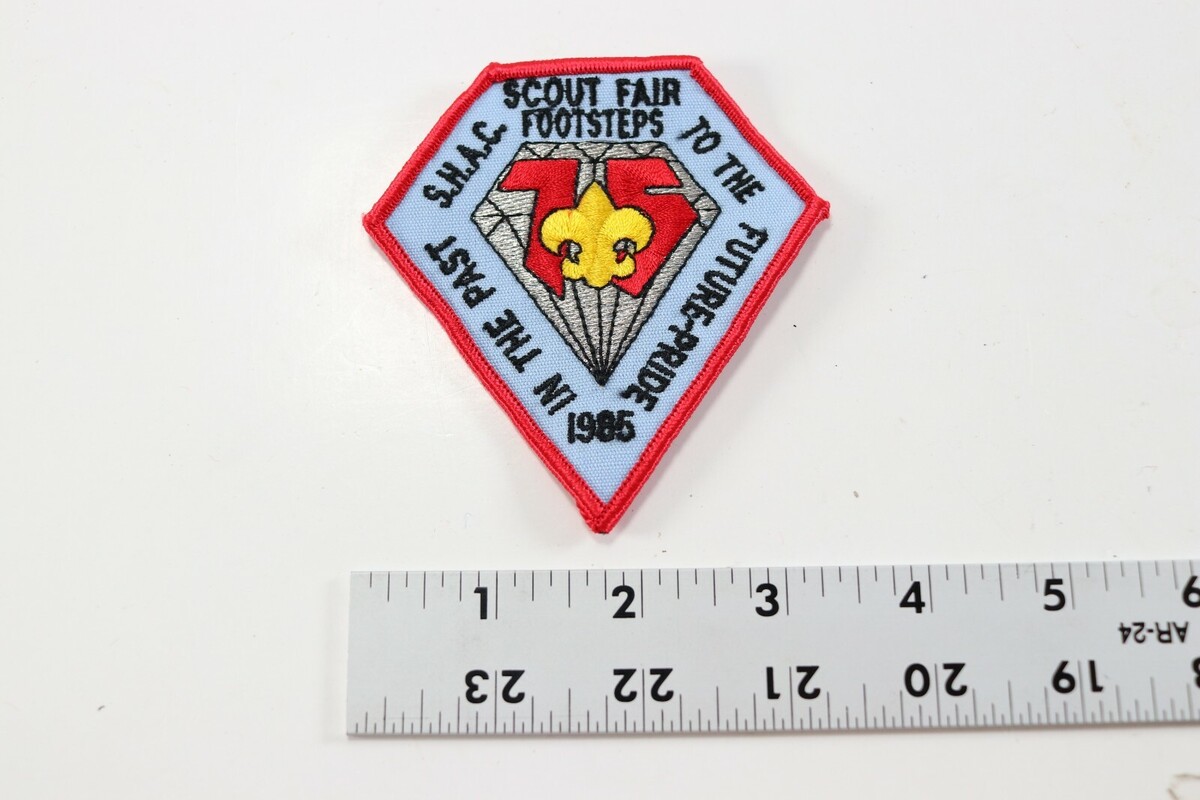 S.H.A.C. SCOUT FAIR
FOOTSTEPS
TO THE FUTURE-PRIDE
IN THE PAST
75
1985
1 2 3 4 5 6
AR-24
23 22 21 20 19